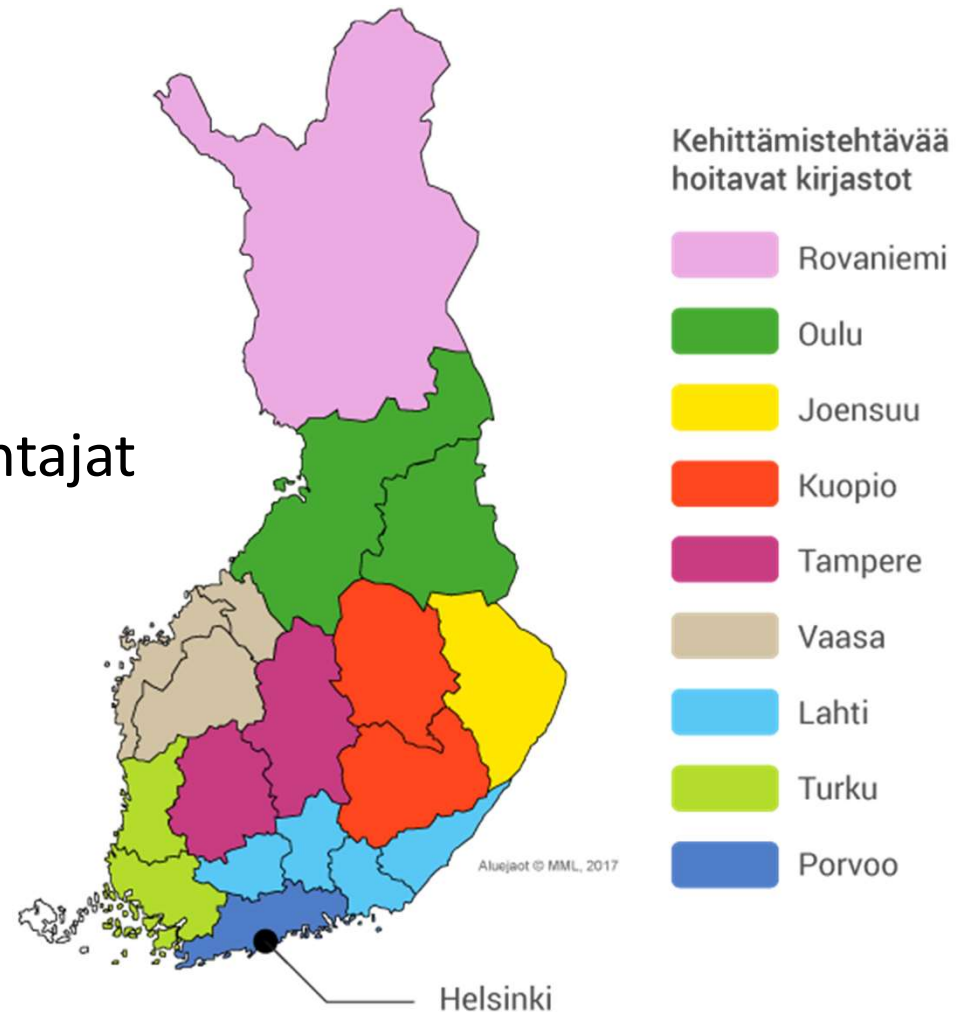 Kehittämistehtävää
hoitavat kirjastot
Rovaniemi
Oulu
Joensuu
Kuopio
Tampere
Vaasa
Lahti
Turku
Porvoo
ntajat
Aluejaot © MML, 2017
Helsinki